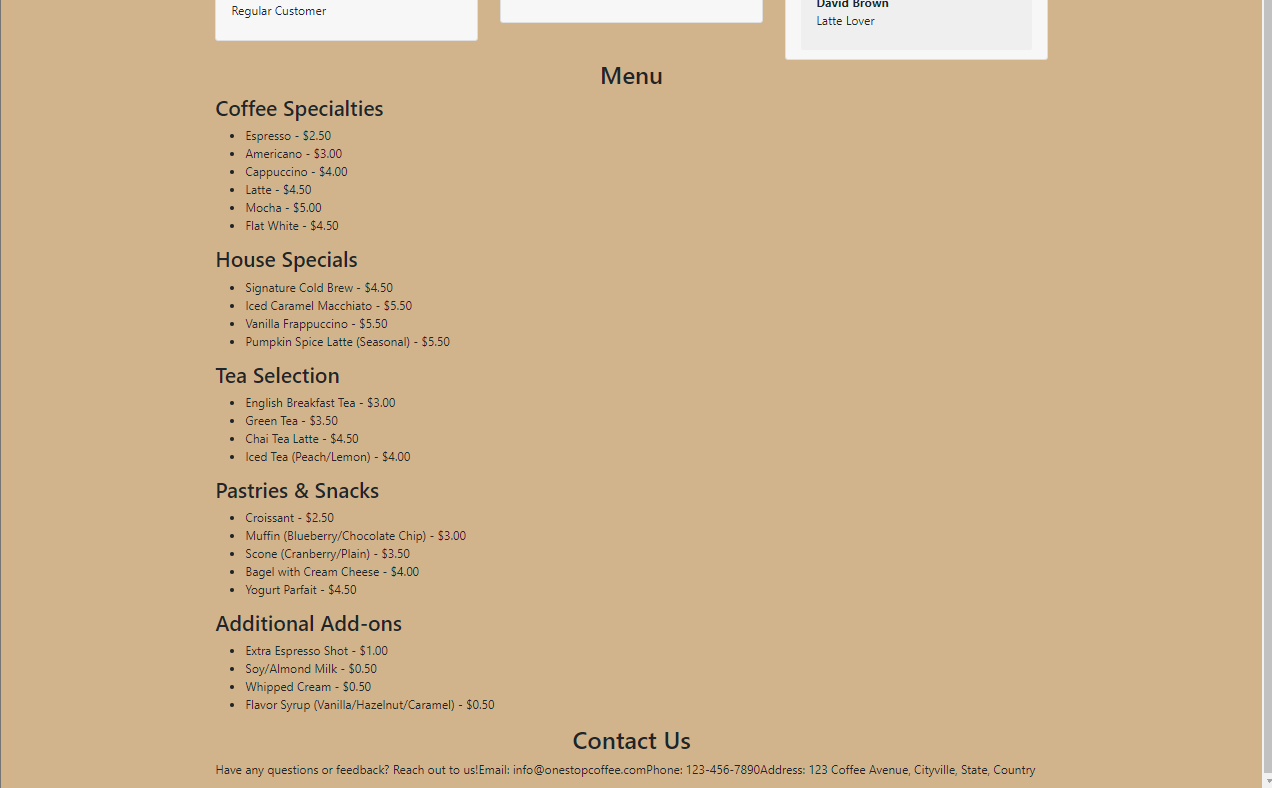 Regular Customer
David Brown
Latte Lover
Menu
Coffee Specialties
Espresso - $2.50
Americano - $3.00
Cappuccino - $4.00
Latte - $4.50
Mocha - $5.00
Flat White - $4.50
House Specials
Signature Cold Brew - $4.50
Iced Caramel Macchiato - $5.50
Vanilla Frappuccino - $5.50
Pumpkin Spice Latte (Seasonal) - $5.50
Tea Selection
English Breakfast Tea - $3.00
Green Tea - $3.50
Chai Tea Latte - $4.50
Iced Tea (Peach/Lemon) - $4.00
Pastries & Snacks
Croissant - $2.50
Muffin (Blueberry/Chocolate Chip) - $3.00
Scone (Cranberry/Plain) - $3.50
Bagel with Cream Cheese - $4.00
Yogurt Parfait - $4.50
Additional Add-ons
Extra Espresso Shot - $1.00
Soy/Almond Milk - $0.50
Whipped Cream - $0.50
Flavor Syrup (Vanilla/Hazelnut/Caramel) - $0.50
Contact Us
Have any questions or feedback? Reach out to us!Email: info@onestopcoffee.comPhone: 123-456-7890Address: 123 Coffee Avenue, Cityville, State, Country